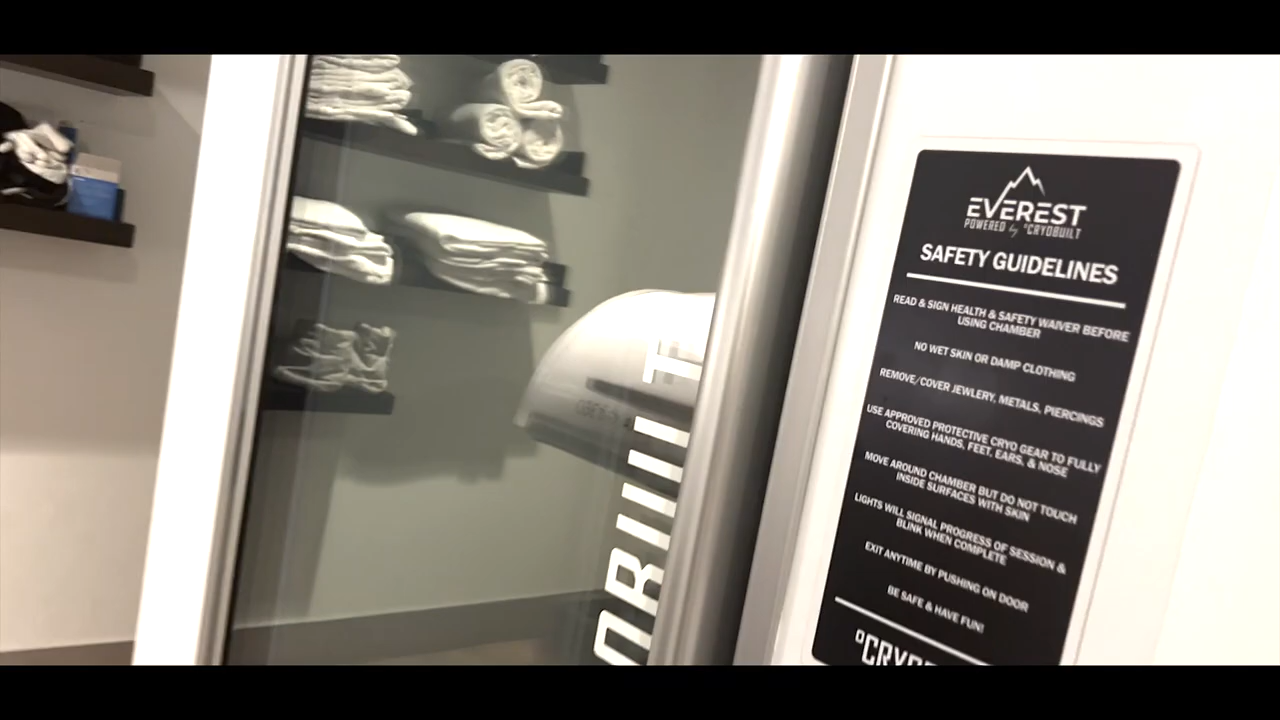 EVEREST
POWERED by °CRYOBUILT
SAFETY GUIDELINES
READ & SIGN HEALTH & SAFETY WAIVER BEFORE
USING CHAMBER
NO WET SKIN OR DAMP CLOTHING
REMOVE/COVER JEWLERY, METALS, PIERCINGS
USE APPROVED PROTECTIVE CRYO GEAR TO FULLY
COVERING HANDS, FEET, EARS, & NOSE
MOVE AROUND CHAMBER BUT DO NOT TOUCH
INSIDE SURFACES WITH SKIN
LIGHTS WILL SIGNAL PROGRESS OF SESSION &
BLINK WHEN COMPLETE
EXIT ANYTIME BY PUSHING ON DOOR
BE SAFE & HAVE FUN!
°CRYO
OBUILT